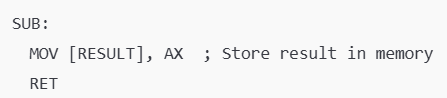 SUB:
  MOV [RESULT], AX  ; Store result in memory
  RET